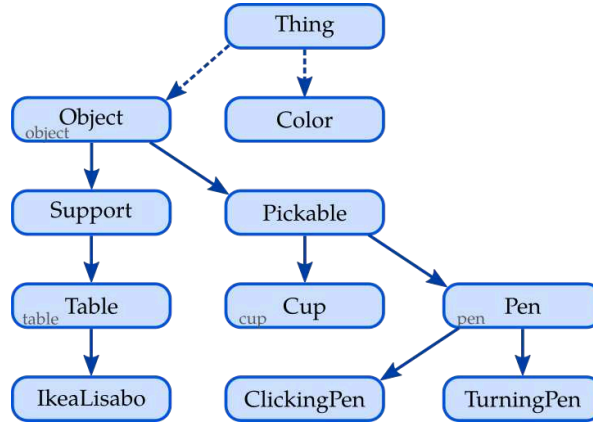 Thing
Object
object
Color
Support
Pickable
Table
table
Cup
cup
Pen
pen
IkeaLisabo
ClickingPen
TurningPen